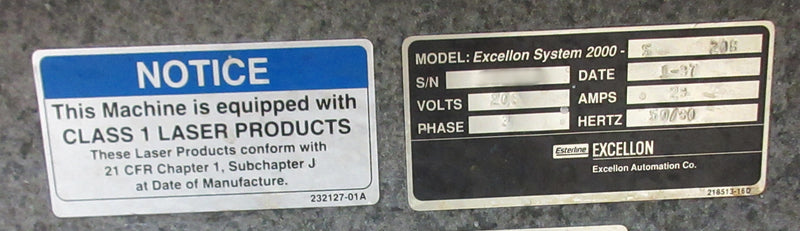 NOTICE
This Machine is equipped with
CLASS 1 LASER PRODUCTS
These Laser Products conform with
21 CFR Chapter 1, Subchapter J
at Date of Manufacture.
232127-01A
MODEL: Excellon System 2000 -
S/N DATE 1-97
VOLTS AMPS
PHASE 3 HERTZ 50/60
Esterline EXCELLON
Excellon Automation Co.
218513-16D